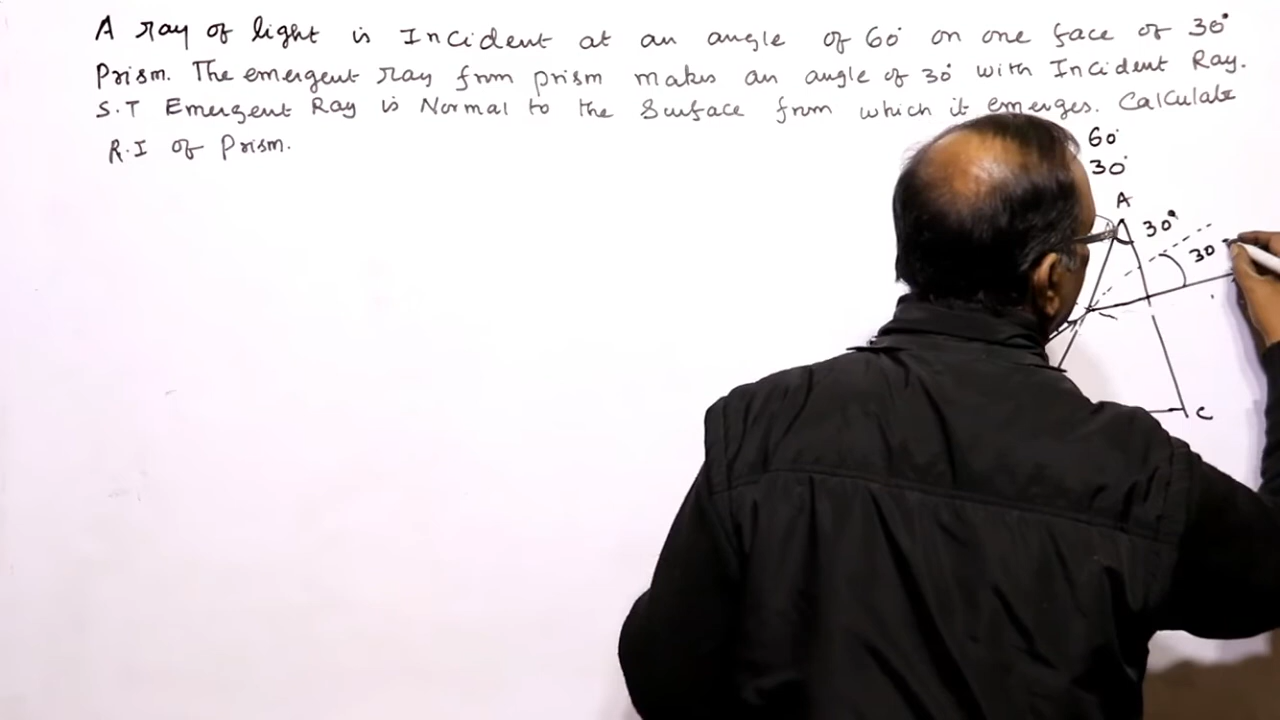 A ray of light is Incident at an angle of 60° on one face of 30°
Prism. The emergent ray from prism makes an angle of 30° with Incident Ray.
S.T Emergent Ray is Normal to the Surface from which it emerges. Calculate
R.I of Prism.
60°
30°
A
30°
30
C